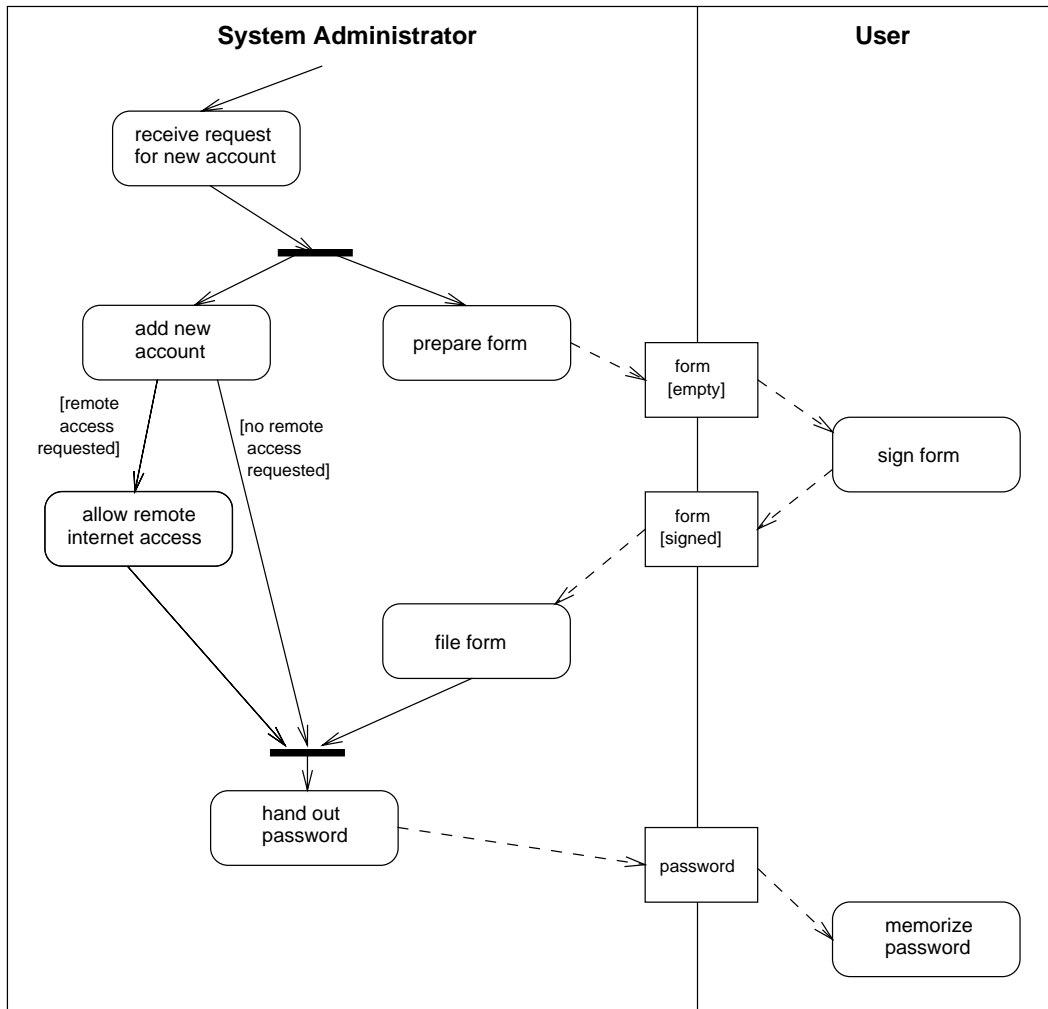 System Administrator
User
receive request
for new account
add new
account
prepare form
form
[empty]
[remote
access
requested]
[no remote
access
requested]
sign form
allow remote
internet access
form
[signed]
file form
hand out
password
password
memorize
password